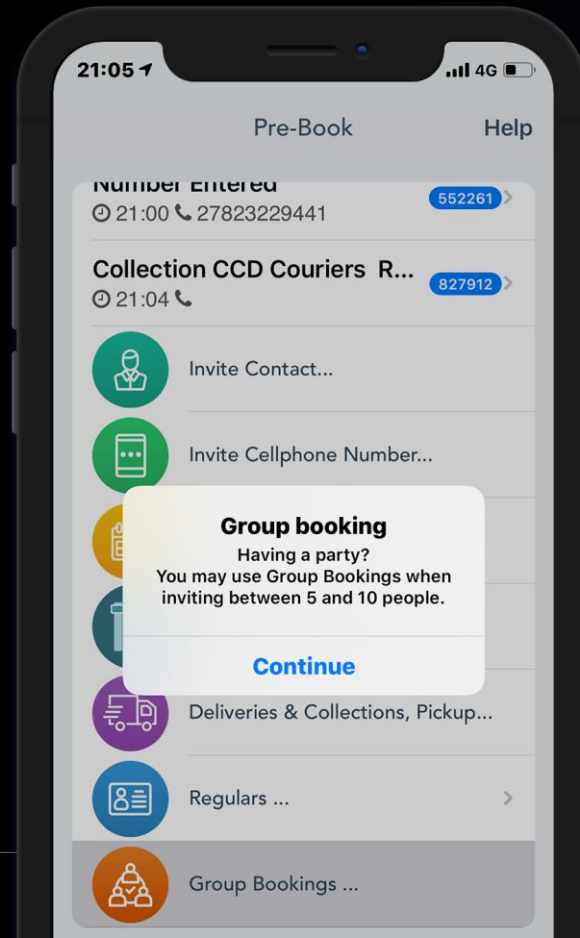 21:05
4G
Pre-Book
Help
Number Entered
21:00 27823229441
552261
Collection CCD Couriers R...
21:04
827912
Invite Contact...
Invite Cellphone Number...
Group booking
Having a party?
You may use Group Bookings when
inviting between 5 and 10 people.
Continue
Deliveries & Collections, Pickup...
Regulars ...
Group Bookings ...